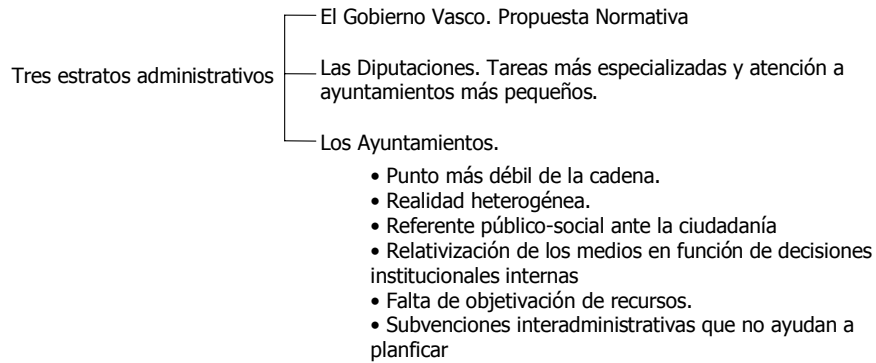 El Gobierno Vasco. Propuesta Normativa
Tres estratos administrativos
Las Diputaciones. Tareas más especializadas y atención a
ayuntamientos más pequeños.
Los Ayuntamientos.
• Punto más débil de la cadena.
• Realidad heterogénea.
• Referente público-social ante la ciudadanía
• Relativización de los medios en función de decisiones
institucionales internas
• Falta de objetivación de recursos.
• Subvenciones interadministrativas que no ayudan a
planficar